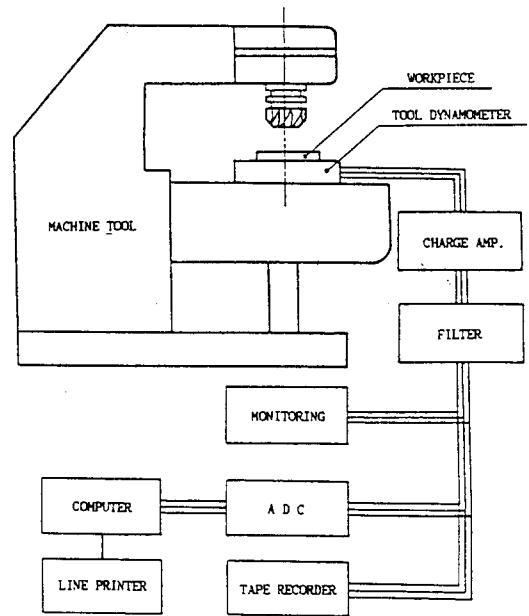 WORKPIECE
TOOL DYNAMOMETER
MACHINE TOOL
CHARGE AMP.
FILTER
MONITORING
COMPUTER
A D C
LINE PRINTER
TAPE RECORDER